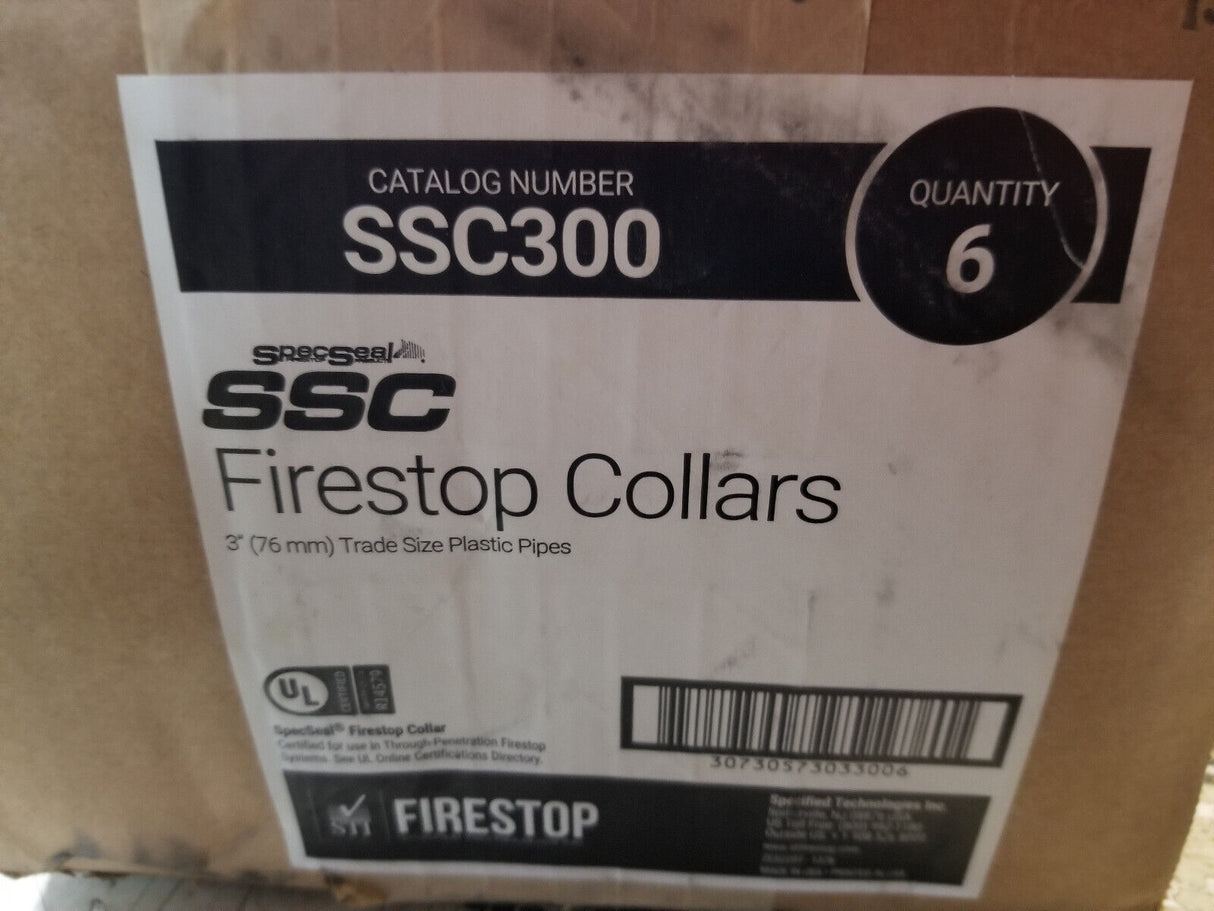 CATALOG NUMBER
SSC300
QUANTITY
6
SpecSeal
SSC
Firestop Collars
3" (76 mm) Trade Size Plastic Pipes
UL
CERTIFIED
R14579
SpecSeal® Firestop Collar
Certified for use in Through-Penetration Firestop
Systems. See UL Online Certifications Directory.
30730573033006
STI
FIRESTOP
Specified Technologies Inc.